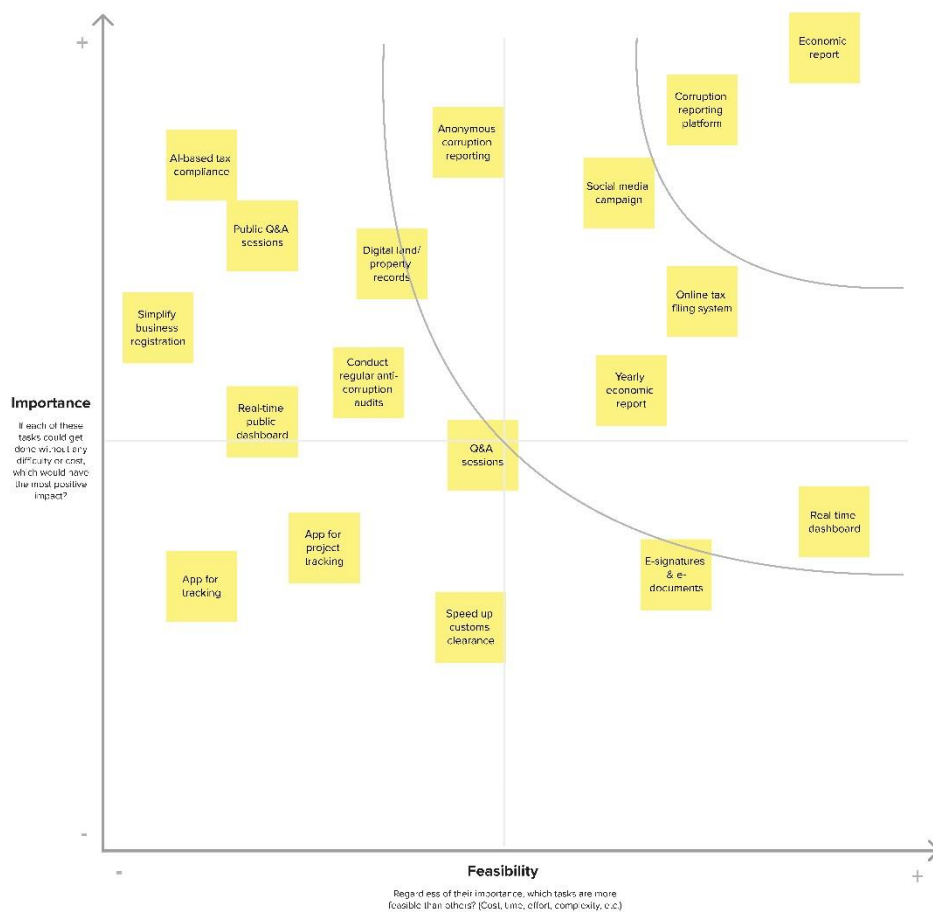 +
Economic
report
Corruption
reporting
platform
Anonymous
corruption
reporting
AI-based tax
compliance
Social media
campaign
Public Q&A
sessions
Digital land/
property
records
Online tax
filing system
Simplify
business
registration
Conduct
regular anti-
corruption
audits
Yearly
economic
report
Real-time
public
dashboard
Importance
If each of these
tasks could get
done without any
difficulty or cost,
which would have
the most positive
impact?
Q&A
sessions
Real time
dashboard
App for
project
tracking
E-signatures
& e-
documents
App for
tracking
Speed up
customs
clearance
-
-
Feasibility
+
Regardless of their importance, which tasks are more
feasible than others? (Cost, time, effort, complexity, etc.)